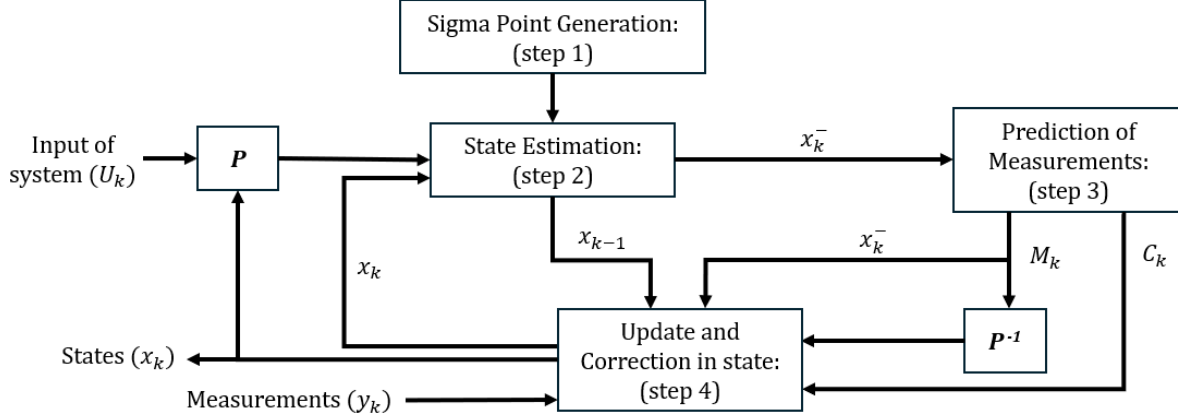 Sigma Point Generation:
(step 1)
Input of
system (U_k)
P
State Estimation:
(step 2)
x_k^-
Prediction of
Measurements:
(step 3)
x_{k-1}
x_k^-
M_k
C_k
x_k
Update and
Correction in state:
(step 4)
P^{-1}
States (x_k)
Measurements (y_k)